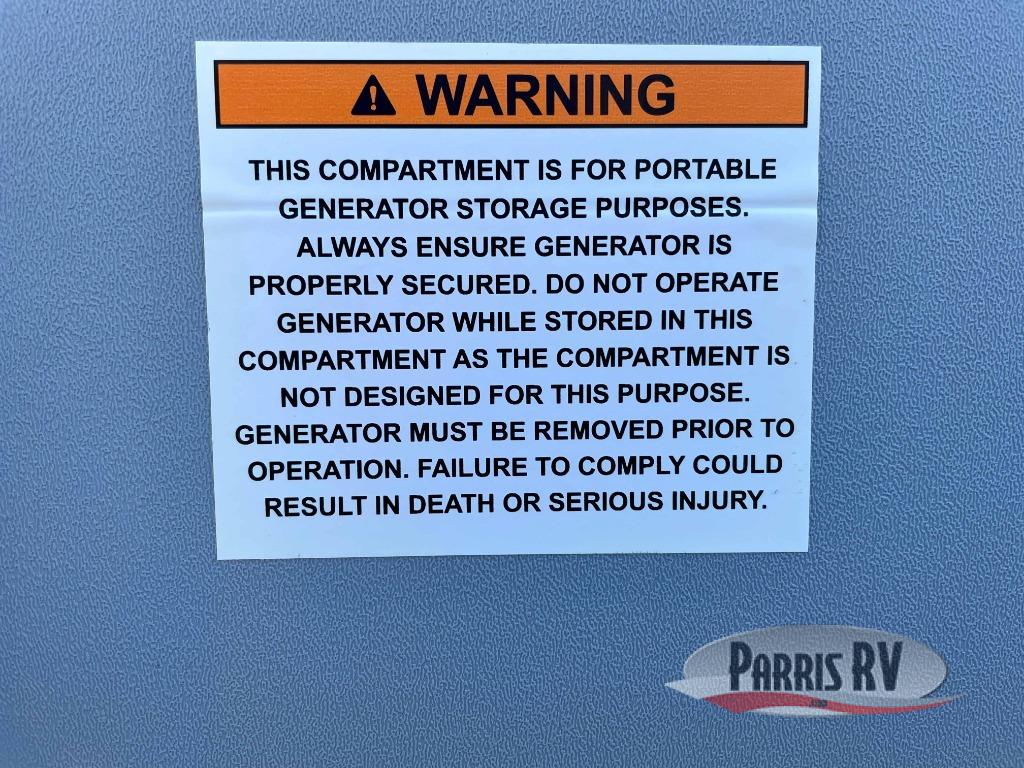 WARNING
THIS COMPARTMENT IS FOR PORTABLE
GENERATOR STORAGE PURPOSES.
ALWAYS ENSURE GENERATOR IS
PROPERLY SECURED. DO NOT OPERATE
GENERATOR WHILE STORED IN THIS
COMPARTMENT AS THE COMPARTMENT IS
NOT DESIGNED FOR THIS PURPOSE.
GENERATOR MUST BE REMOVED PRIOR TO
OPERATION. FAILURE TO COMPLY COULD
RESULT IN DEATH OR SERIOUS INJURY.
PARRIS RV